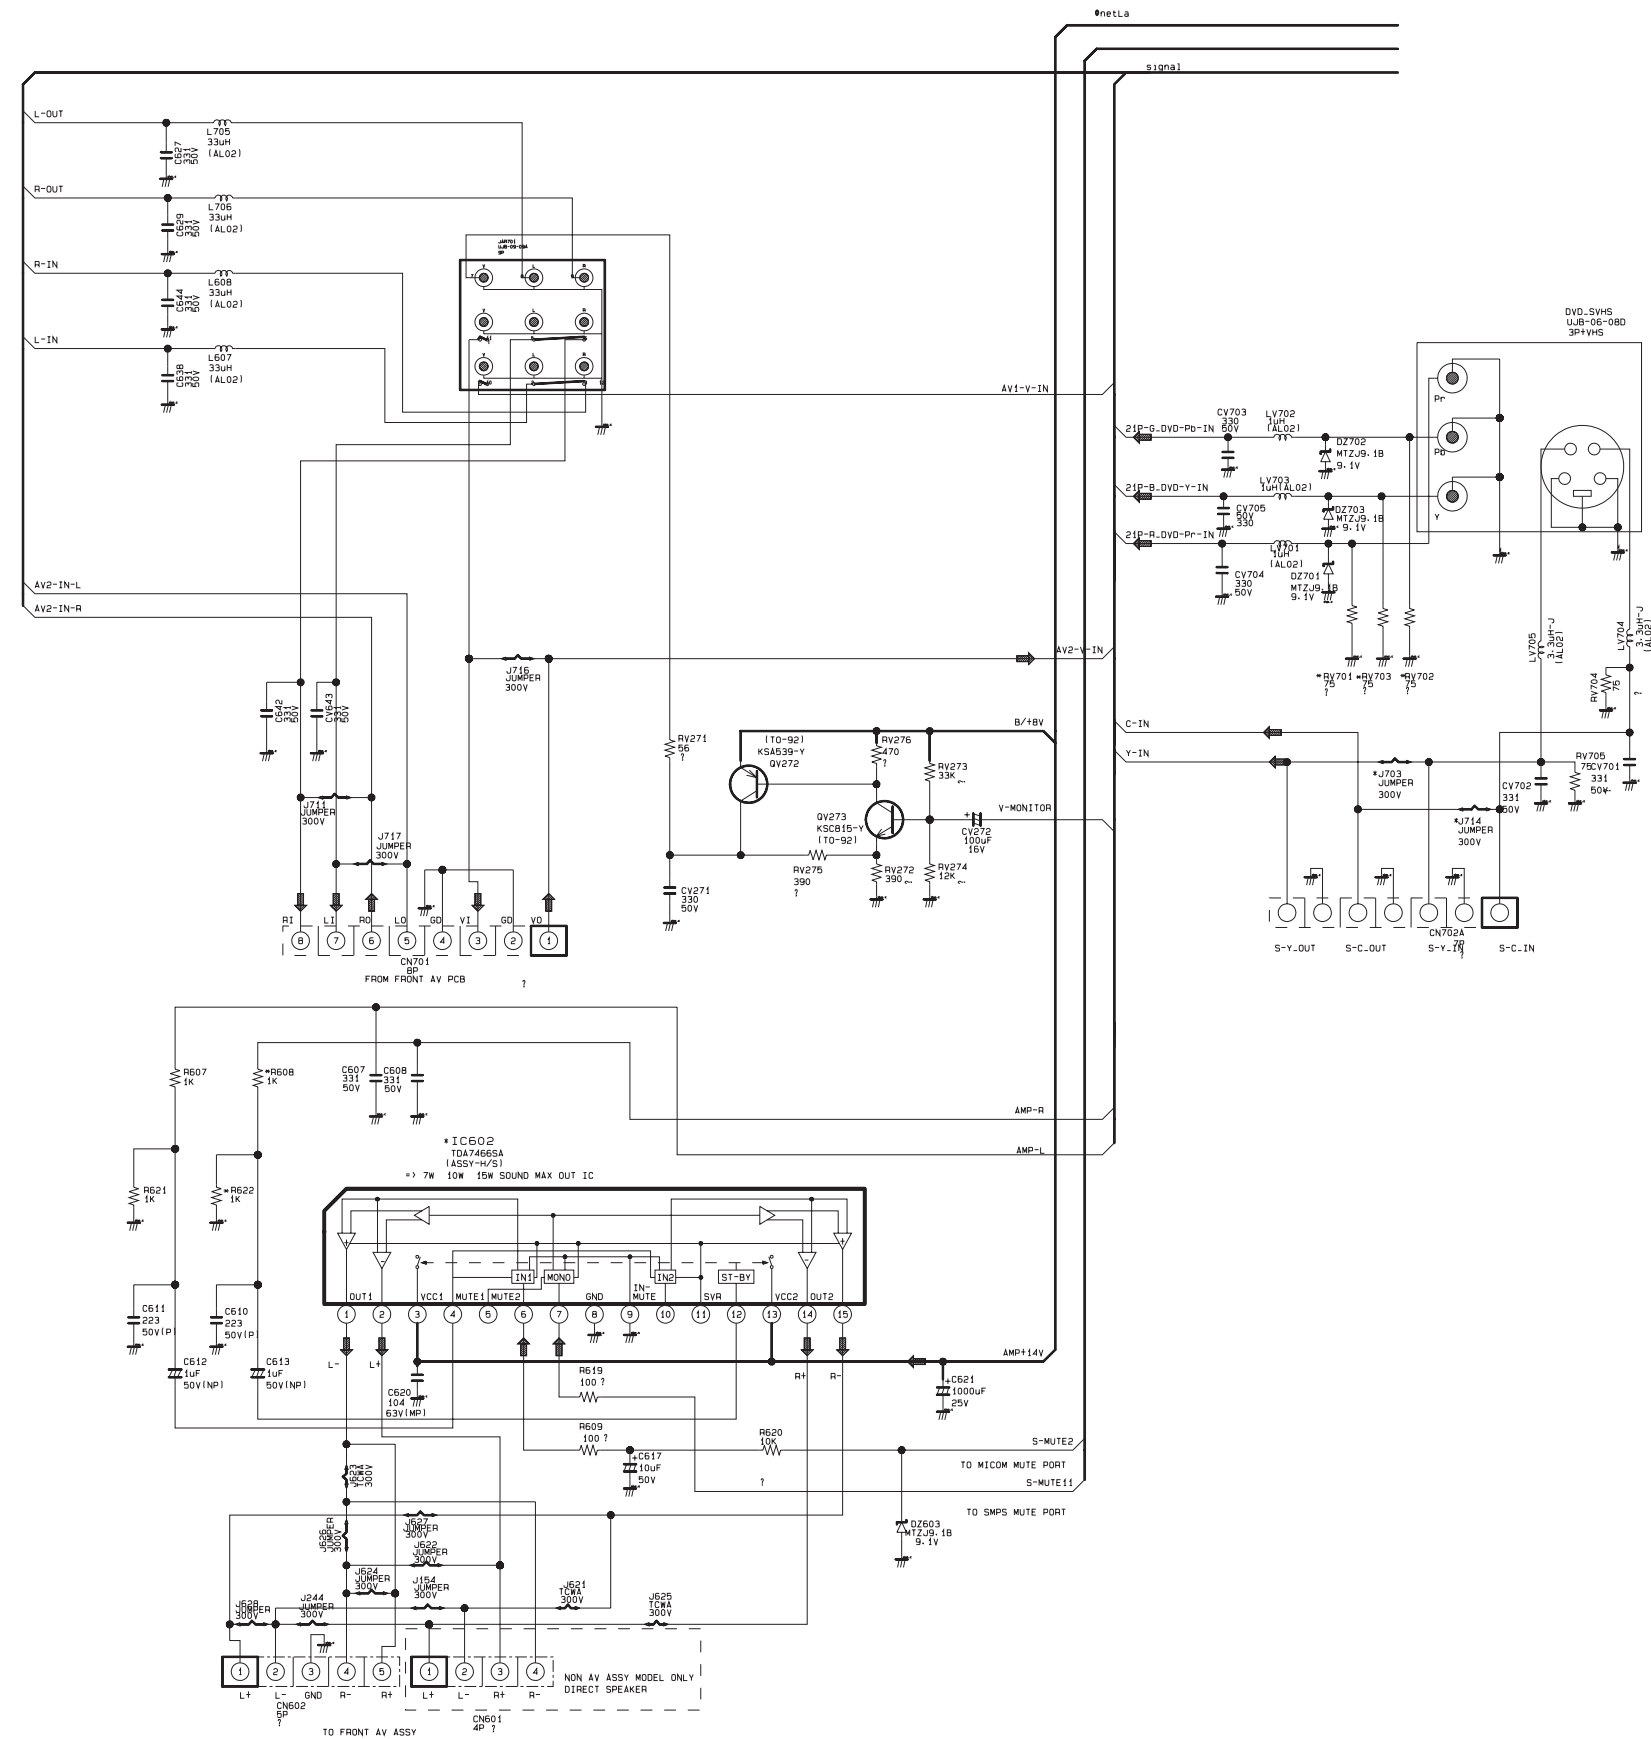 netLa
signal
L-OUT
L705
33uH
(AL02)
C627
331
50V
R-OUT
L706
33uH
(AL02)
C629
331
50V
R-IN
L608
33uH
(AL02)
C644
331
50V
L-IN
L607
33uH
(AL02)
C638
331
50V
JAR701
9P
V L R
V L R
V L R
AV1-V-IN
DVD_SVHS
UJB-06-08D
3P+VHS
Pr
Pb
Y
CV703
330
50V
LV702
1uH
(AL02)
21P-G_DVD-Pb-IN
DZ702
MTZJ9.1B
9.1V
LV703
1uH(AL02)
21P-B_DVD-Y-IN
CV705
50V
330
DZ703
MTZJ9.1B
9.1V
21P-R_DVD-Pr-IN
LV701
1uH
(AL02)
CV704
330
50V
DZ701
MTZJ9.1B
9.1V
*RV701
75
?
*RV703
75
?
*RV702
75
?
LV705
3.3uH-J
(AL02)
LV704
3.3uH-J
(AL02)
RV704
75
?
AV2-IN-L
AV2-IN-R
AV2-V-IN
J716
JUMPER
300V
C642
331
50V
CV643
331
50V
J711
JUMPER
300V
J717
JUMPER
300V
B/+8V
RV271
56
?
(TO-92)
KSA539-Y
QV272
RV276
470
?
RV273
33K
?
V-MONITOR
QV273
KSC815-Y
(TO-92)
CV272
100uF
16V
RV275
390
?
RV272
390 ?
RV274
12K
?
CV271
330
50V
C-IN
Y-IN
*J703
JUMPER
300V
*J714
JUMPER
300V
CV702
331
50V
RV705
75
CV701
331
50V
RI LI RO LO GD VI GD VO
8 7 6 5 4 3 2 1
CN701
8P
FROM FRONT AV PCB
?
CN702A
7P
?
S-Y_OUT S-C_OUT S-Y_IN S-C_IN
R607
1K
*R608
1K
C607
331
50V
C608
331
50V
AMP-R
AMP-L
*IC602
TDA7466SA
(ASSY-H/S)
=> 7W 10W 15W SOUND MAX OUT IC
R621
1K
*R622
1K
IN1 MONO IN2 ST-BY
OUT1 VCC1 MUTE1 MUTE2 GND IN-MUTE SVR VCC2 OUT2
1 2 3 4 5 6 7 8 9 10 11 12 13 14 15
C611
223
50V(P)
C610
223
50V(P)
C612
1uF
50V(NP)
C613
1uF
50V(NP)
L- L+
R+ R-
AMP+14V
C620
104
63V(MP)
R619
100 ?
+C621
1000uF
25V
R609
100 ?
+C617
10uF
50V
R620
10K
?
S-MUTE2
TO MICOM MUTE PORT
S-MUTE11
TO SMPS MUTE PORT
DZ603
MTZJ9.1B
9.1V
J623
TCWA
300V
J626
JUMPER
300V
J627
JUMPER
300V
J622
JUMPER
300V
J624
JUMPER
300V
J154
JUMPER
300V
J621
TCWA
300V
J625
TCWA
300V
J628
JUMPER
300V
J244
JUMPER
300V
1 2 3 4 5
L+ L- GND R- R+
CN602
5P
?
TO FRONT AV ASSY
1 2 3 4
L+ L- R+ R-
CN601
4P ?
NON AV ASSY MODEL ONLY
DIRECT SPEAKER